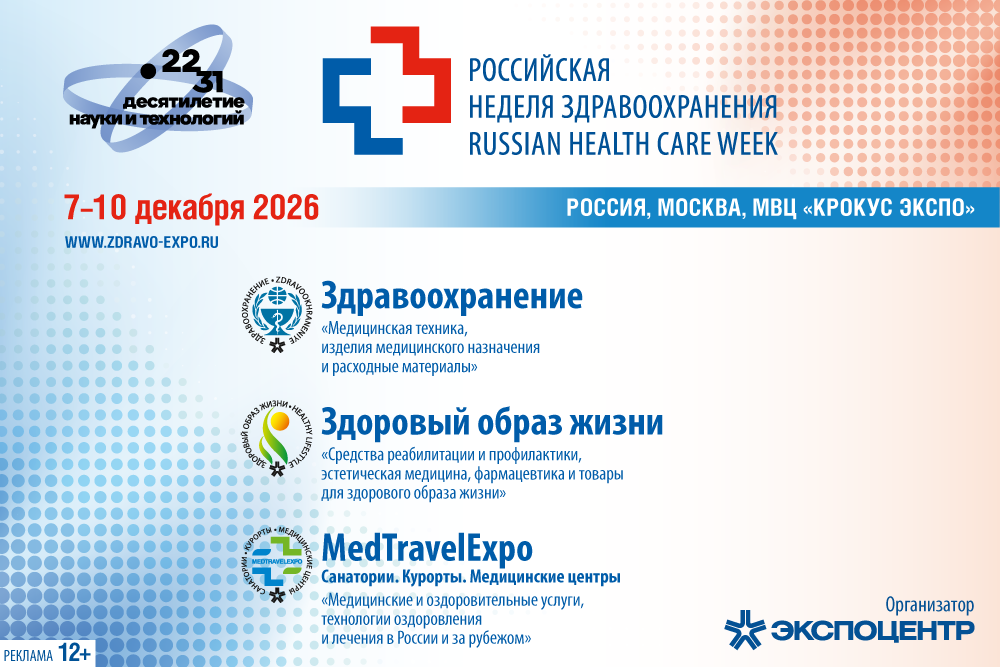 22
31
десятилетие
науки и технологий
РОССИЙСКАЯ
НЕДЕЛЯ ЗДРАВООХРАНЕНИЯ
RUSSIAN HEALTH CARE WEEK
7–10 декабря 2026
РОССИЯ, МОСКВА, МВЦ «КРОКУС ЭКСПО»
WWW.ZDRAVO-EXPO.RU
ЗДРАВООХРАНЕНИЕ • ZDRAVOOKHRANENIYE
Здравоохранение
«Медицинская техника,
изделия медицинского назначения
и расходные материалы»
ЗДОРОВЫЙ ОБРАЗ ЖИЗНИ • HEALTHY LIFESTYLE
Здоровый образ жизни
«Средства реабилитации и профилактики,
эстетическая медицина, фармацевтика и товары
для здорового образа жизни»
САНАТОРИИ • КУРОРТЫ • МЕДИЦИНСКИЕ ЦЕНТРЫ
MEDTRAVELEXPO
MedTravelExpo
Санатории. Курорты. Медицинские центры
«Медицинские и оздоровительные услуги,
технологии оздоровления
и лечения в России и за рубежом»
Организатор
ЭКСПОЦЕНТР
РЕКЛАМА 12+